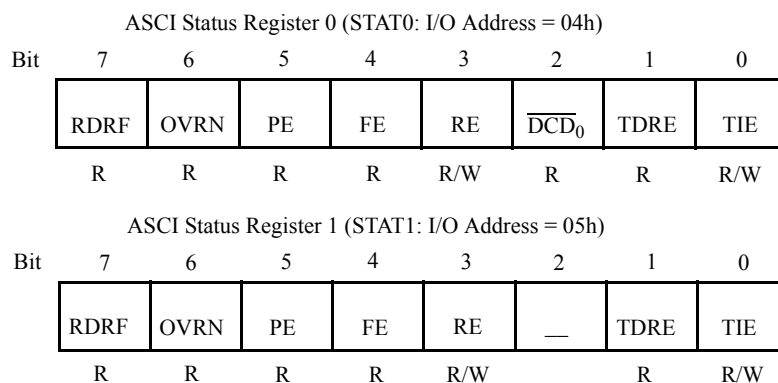 ASCI Status Register 0 (STAT0: I/O Address = 04h)
Bit 7 6 5 4 3 2 1 0
RDRF OVRN PE FE RE D̅C̅D̅₀ TDRE TIE
R R R R R/W R R R/W
ASCI Status Register 1 (STAT1: I/O Address = 05h)
Bit 7 6 5 4 3 2 1 0
RDRF OVRN PE FE RE __ TDRE TIE
R R R R R/W R R/W